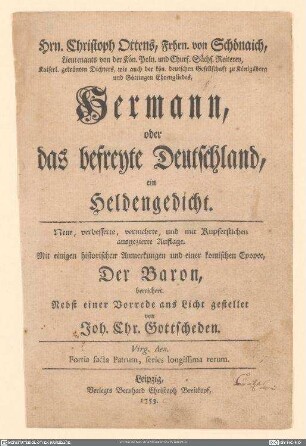 Hrn. Christoph Ottens, Frhrn. von Schönaich,
Lieutenants von der Kön. Poln. und Churf. Sächs. Reiterey,
Kaiserl. gekrönten Dichters, wie auch der kön. deutschen Gesellschaft zu Königsberg
und Göttingen Ehrengliedes,
Hermann,
oder
das befreyte Deutschland,
ein
Heldengedicht.
Neue, verbesserte, vermehrte, und mit Kupferstichen
ausgezierte Auflage.
Mit einigen historischen Anmerkungen und einer komischen Epopee,
Der Baron,
bereichert.
Nebst einer Vorrede ans Licht gestellet
von
Joh. Chr. Gottscheden.
Virg. Aen.
Fortia facta Patrum, series longissima rerum.
Leipzig,
Verlegts Bernhard Christoph Breitkopf,
1753.